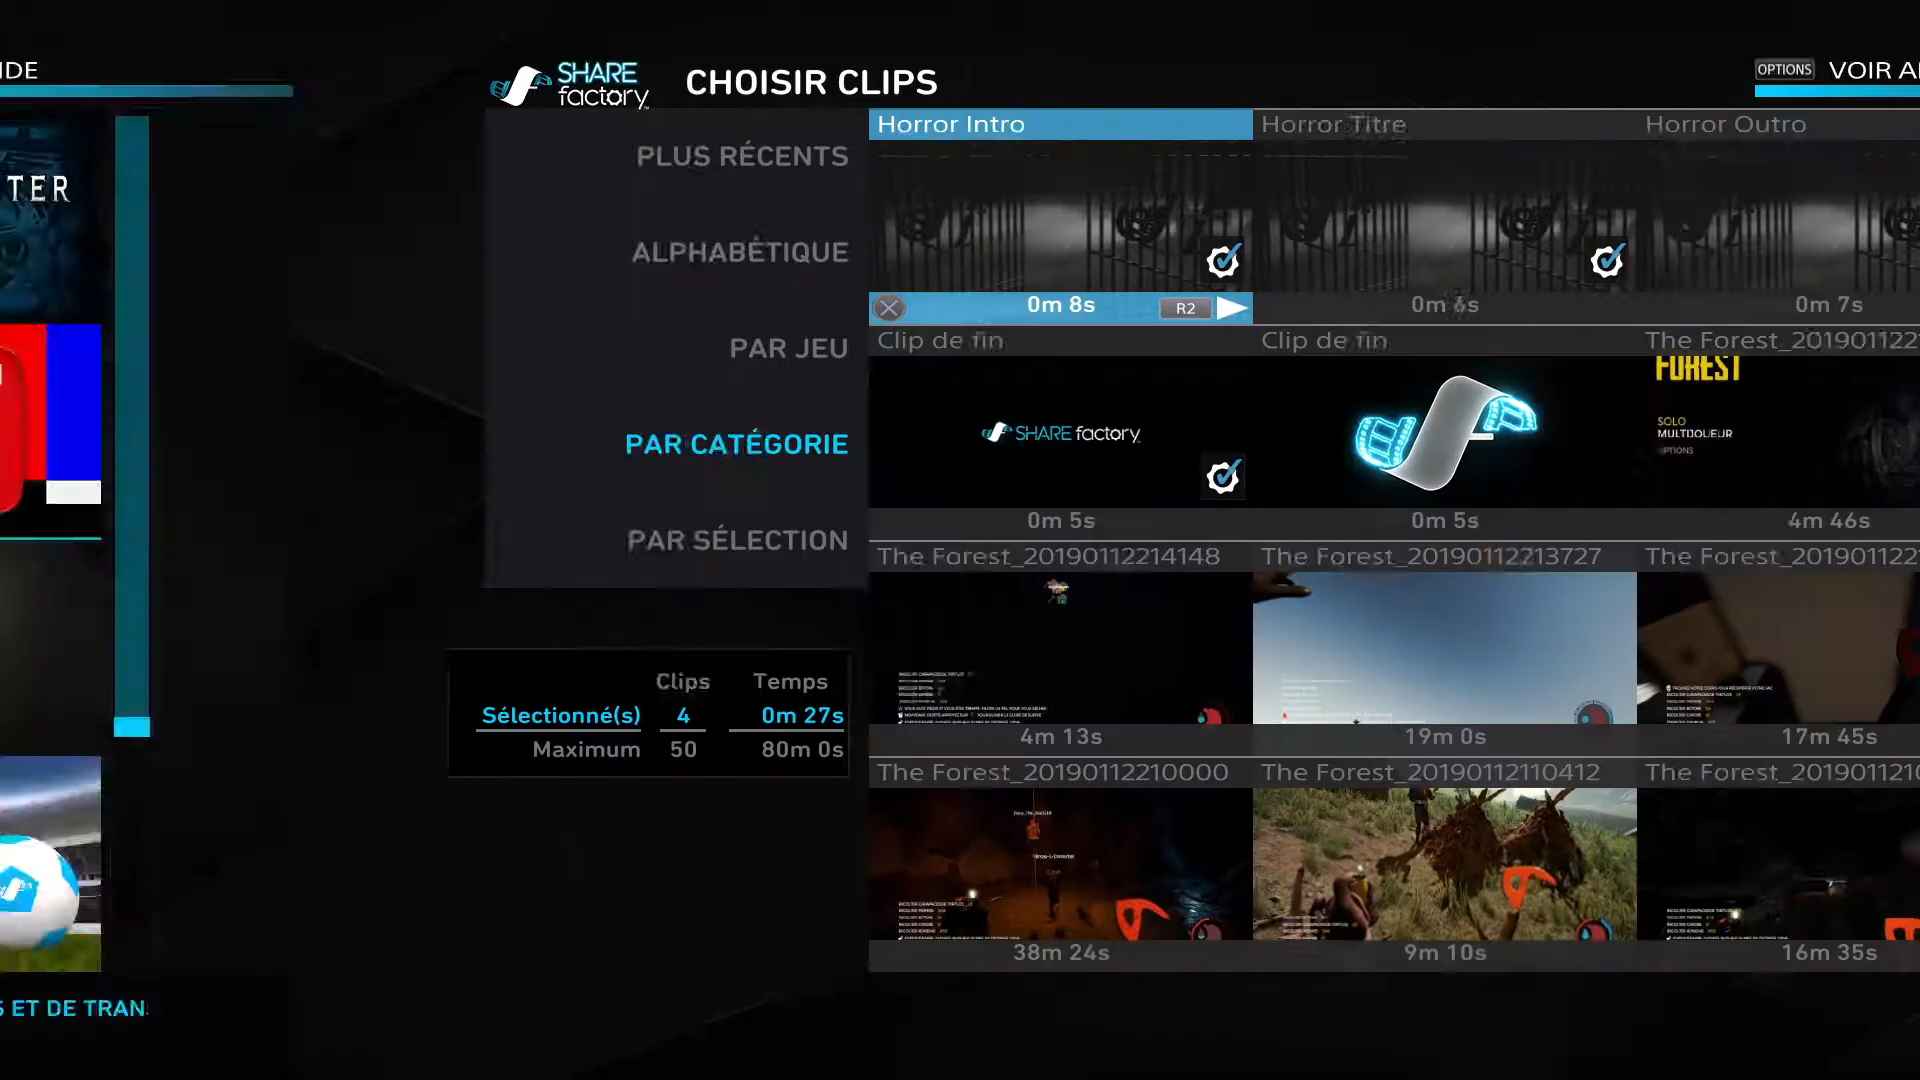 IDE
SHARE
factory
CHOISIR CLIPS
OPTIONS
VOIR
TER
PLUS RÉCENTS
ALPHABÉTIQUE
PAR JEU
PAR CATÉGORIE
PAR SÉLECTION
Horror Intro
Horror Titre
Horror Outro
0m 8s
R2
0m 6s
0m 7s
Clip de fin
Clip de fin
The Forest_201901122
SHARE factory
FOREST
SOLO
MULTIJOUEUR
OPTIONS
0m 5s
0m 5s
4m 46s
The Forest_20190112214148
The Forest_20190112213727
The Forest_201901122
4m 13s
19m 0s
17m 45s
The Forest_20190112210000
The Forest_20190112110412
The Forest_201901121
38m 24s
9m 10s
16m 35s
Clips Temps
Sélectionné(s) 4 0m 27s
Maximum 50 80m 0s
S ET DE TRAN